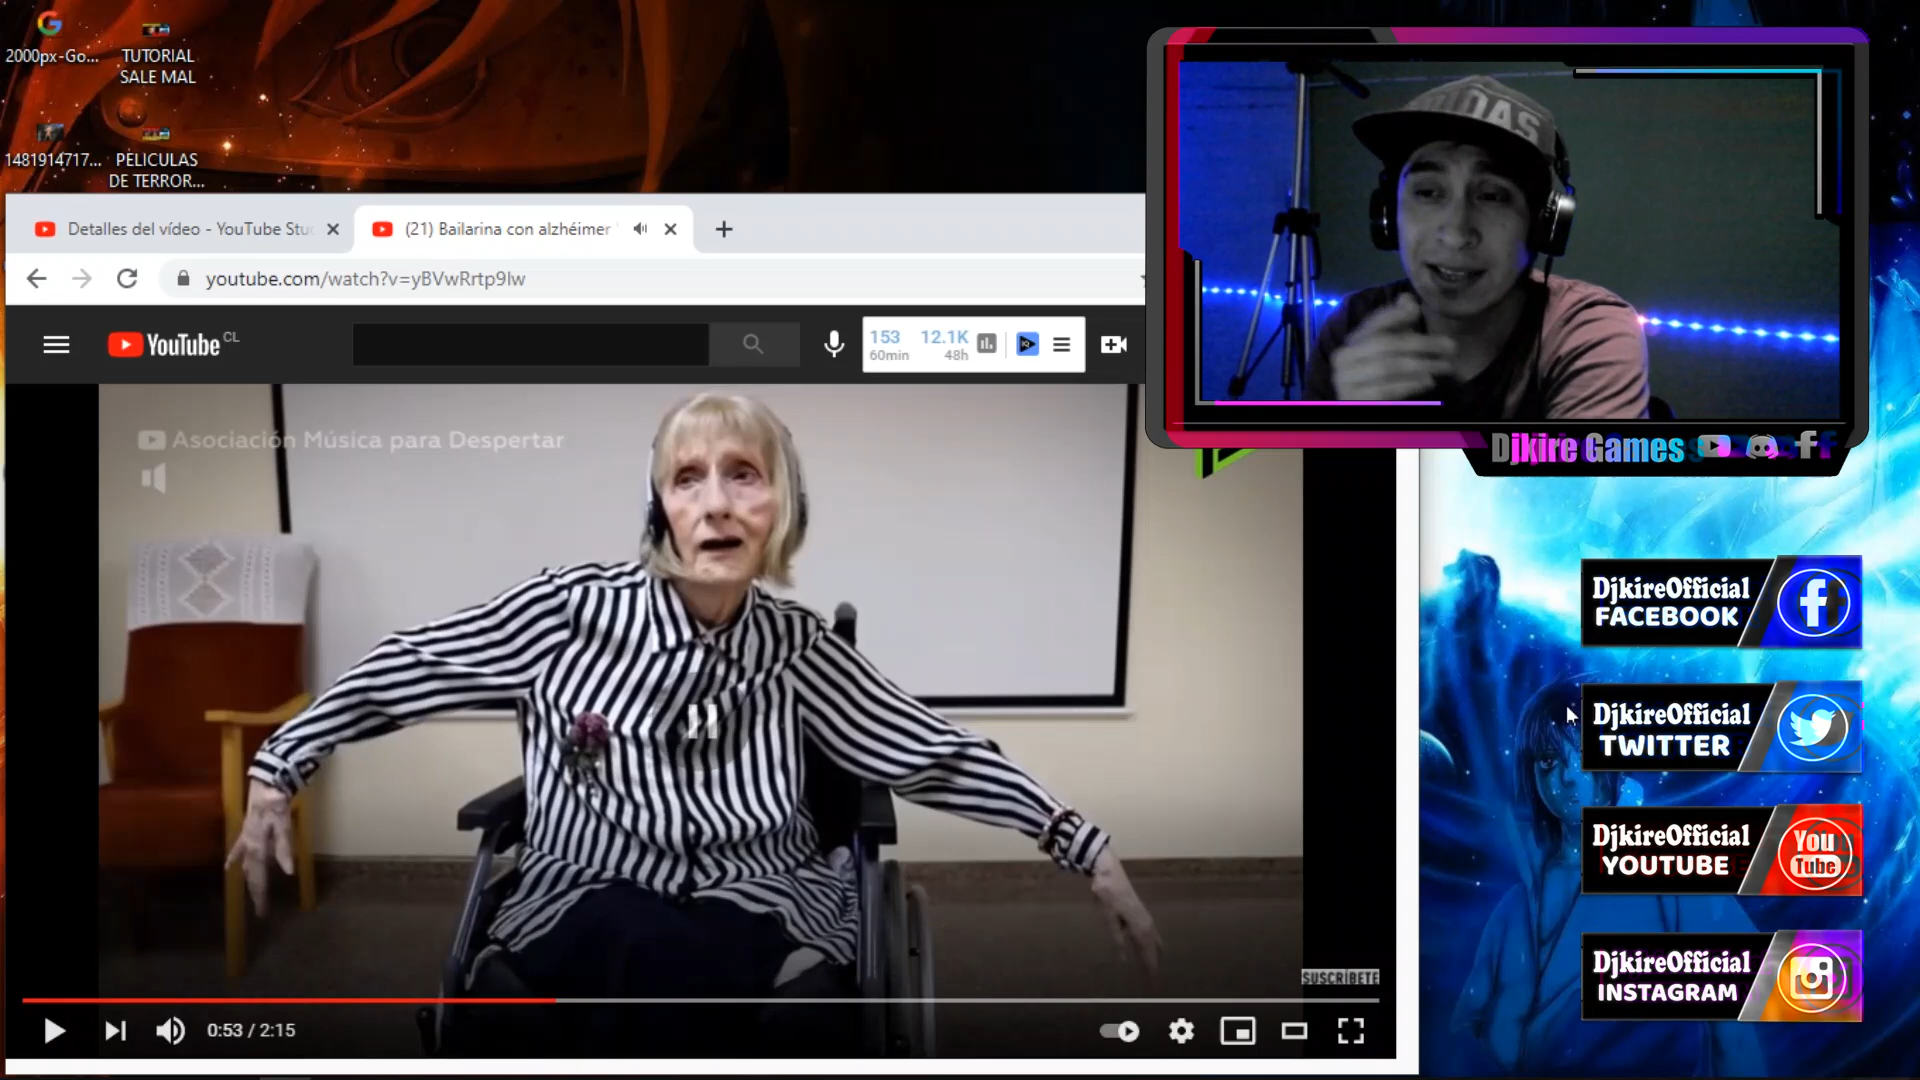 2000px-Go...
TUTORIAL
SALE MAL
1481914717...
PELICULAS
DE TERROR...
Detalles del vídeo - YouTube Stu
(21) Bailarina con alzhéimer
youtube.com/watch?v=yBVwRrtp9lw
YouTube CL
153
60min
12.1K
48h
Asociación Música para Despertar
SUSCRÍBETE
0:53 / 2:15
Djkire Games
DjkireOfficial
FACEBOOK
DjkireOfficial
TWITTER
DjkireOfficial
YOUTUBE
You
Tube
DjkireOfficial
INSTAGRAM